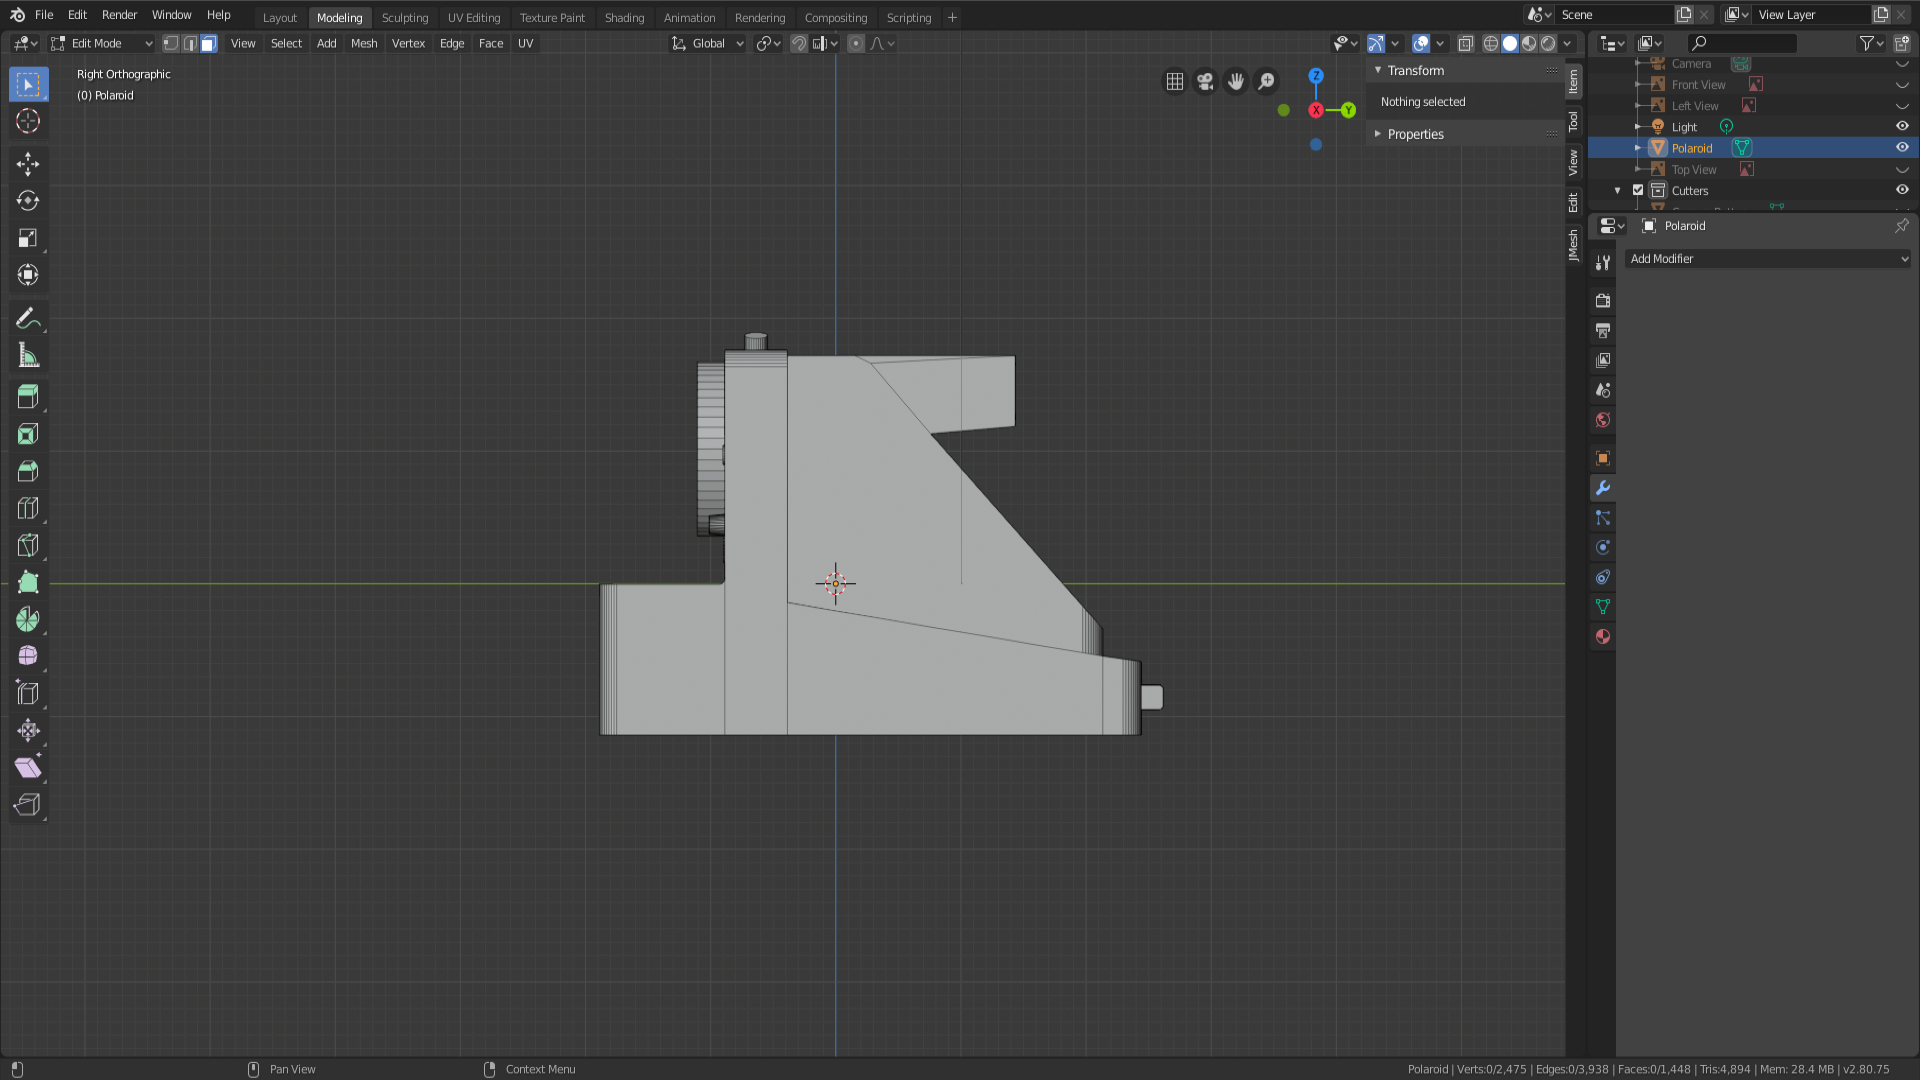 File Edit Render Window Help Layout Modeling Sculpting UV Editing Texture Paint Shading Animation Rendering Compositing Scripting + Scene View Layer
Edit Mode View Select Add Mesh Vertex Edge Face UV Global
Right Orthographic
(0) Polaroid
Z
X
Y
Transform
Nothing selected
Properties
Item
Tool
View
Edit
JMesh
Camera
Front View
Left View
Light
Polaroid
Top View
Cutters
Polaroid
Add Modifier
Pan View Context Menu Polaroid | Verts:0/2,475 | Edges:0/3,938 | Faces:0/1,448 | Tris:4,894 | Mem: 28.4 MB | v2.80.75